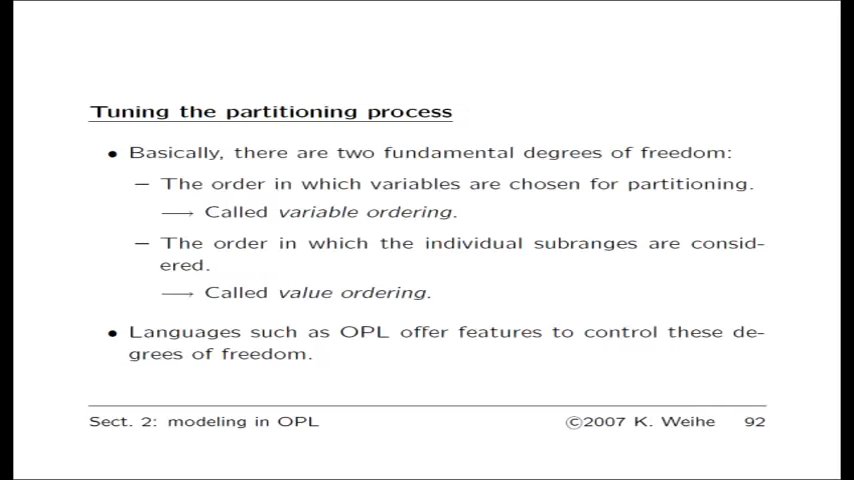 Tuning the partitioning process
• Basically, there are two fundamental degrees of freedom:
– The order in which variables are chosen for partitioning.
⟶ Called variable ordering.
– The order in which the individual subranges are consid-
ered.
⟶ Called value ordering.
• Languages such as OPL offer features to control these de-
grees of freedom.
Sect. 2: modeling in OPL ©2007 K. Weihe 92